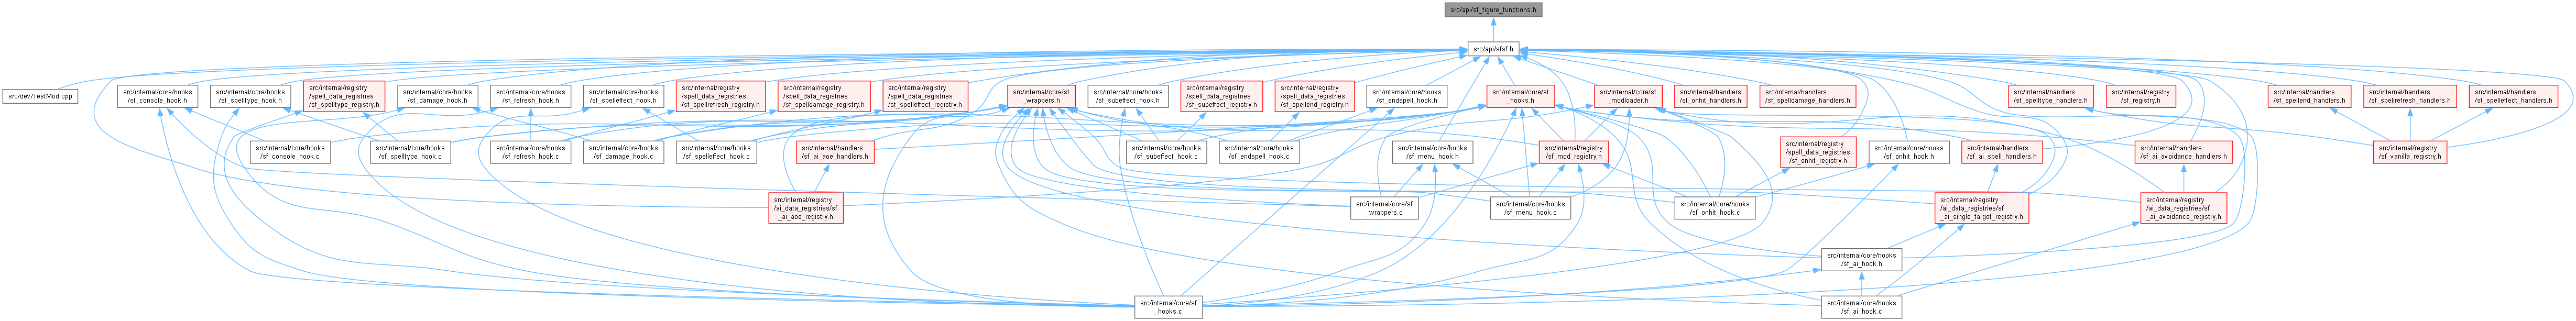 src/api/sf_figure_functions.h
src/api/sfsf.h
src/dev/TestMod.cpp
src/internal/core/hooks
/sf_console_hook.h
src/internal/core/hooks
/sf_spelltype_hook.h
src/internal/registry
/spell_data_registries
/sf_spelltype_registry.h
src/internal/core/hooks
/sf_damage_hook.h
src/internal/core/hooks
/sf_refresh_hook.h
src/internal/core/hooks
/sf_spelleffect_hook.h
src/internal/registry
/spell_data_registries
/sf_spellrefresh_registry.h
src/internal/registry
/spell_data_registries
/sf_spelldamage_registry.h
src/internal/registry
/spell_data_registries
/sf_spelleffect_registry.h
src/internal/core/sf
_wrappers.h
src/internal/core/hooks
/sf_subeffect_hook.h
src/internal/registry
/spell_data_registries
/sf_subeffect_registry.h
src/internal/registry
/spell_data_registries
/sf_spellend_registry.h
src/internal/core/hooks
/sf_endspell_hook.h
src/internal/core/sf
_hooks.h
src/internal/core/sf
_modloader.h
src/internal/handlers
/sf_onhit_handlers.h
src/internal/handlers
/sf_spelldamage_handlers.h
src/internal/handlers
/sf_spelltype_handlers.h
src/internal/registry
/sf_registry.h
src/internal/handlers
/sf_spellend_handlers.h
src/internal/handlers
/sf_spellrefresh_handlers.h
src/internal/handlers
/sf_spelleffect_handlers.h
src/internal/core/hooks
/sf_console_hook.c
src/internal/core/hooks
/sf_spelltype_hook.c
src/internal/core/hooks
/sf_refresh_hook.c
src/internal/core/hooks
/sf_damage_hook.c
src/internal/core/hooks
/sf_spelleffect_hook.c
src/internal/handlers
/sf_ai_aoe_handlers.h
src/internal/core/hooks
/sf_subeffect_hook.c
src/internal/core/hooks
/sf_endspell_hook.c
src/internal/core/hooks
/sf_menu_hook.h
src/internal/registry
/sf_mod_registry.h
src/internal/registry
/spell_data_registries
/sf_onhit_registry.h
src/internal/core/hooks
/sf_onhit_hook.h
src/internal/handlers
/sf_ai_spell_handlers.h
src/internal/handlers
/sf_ai_avoidance_handlers.h
src/internal/registry
/sf_vanilla_registry.h
src/internal/registry
/ai_data_registries/sf
_ai_aoe_registry.h
src/internal/core/sf
_wrappers.c
src/internal/core/hooks
/sf_menu_hook.c
src/internal/core/hooks
/sf_onhit_hook.c
src/internal/registry
/ai_data_registries/sf
_ai_single_target_registry.h
src/internal/registry
/ai_data_registries/sf
_ai_avoidance_registry.h
src/internal/core/hooks
/sf_ai_hook.h
src/internal/core/sf
_hooks.c
src/internal/core/hooks
/sf_ai_hook.c